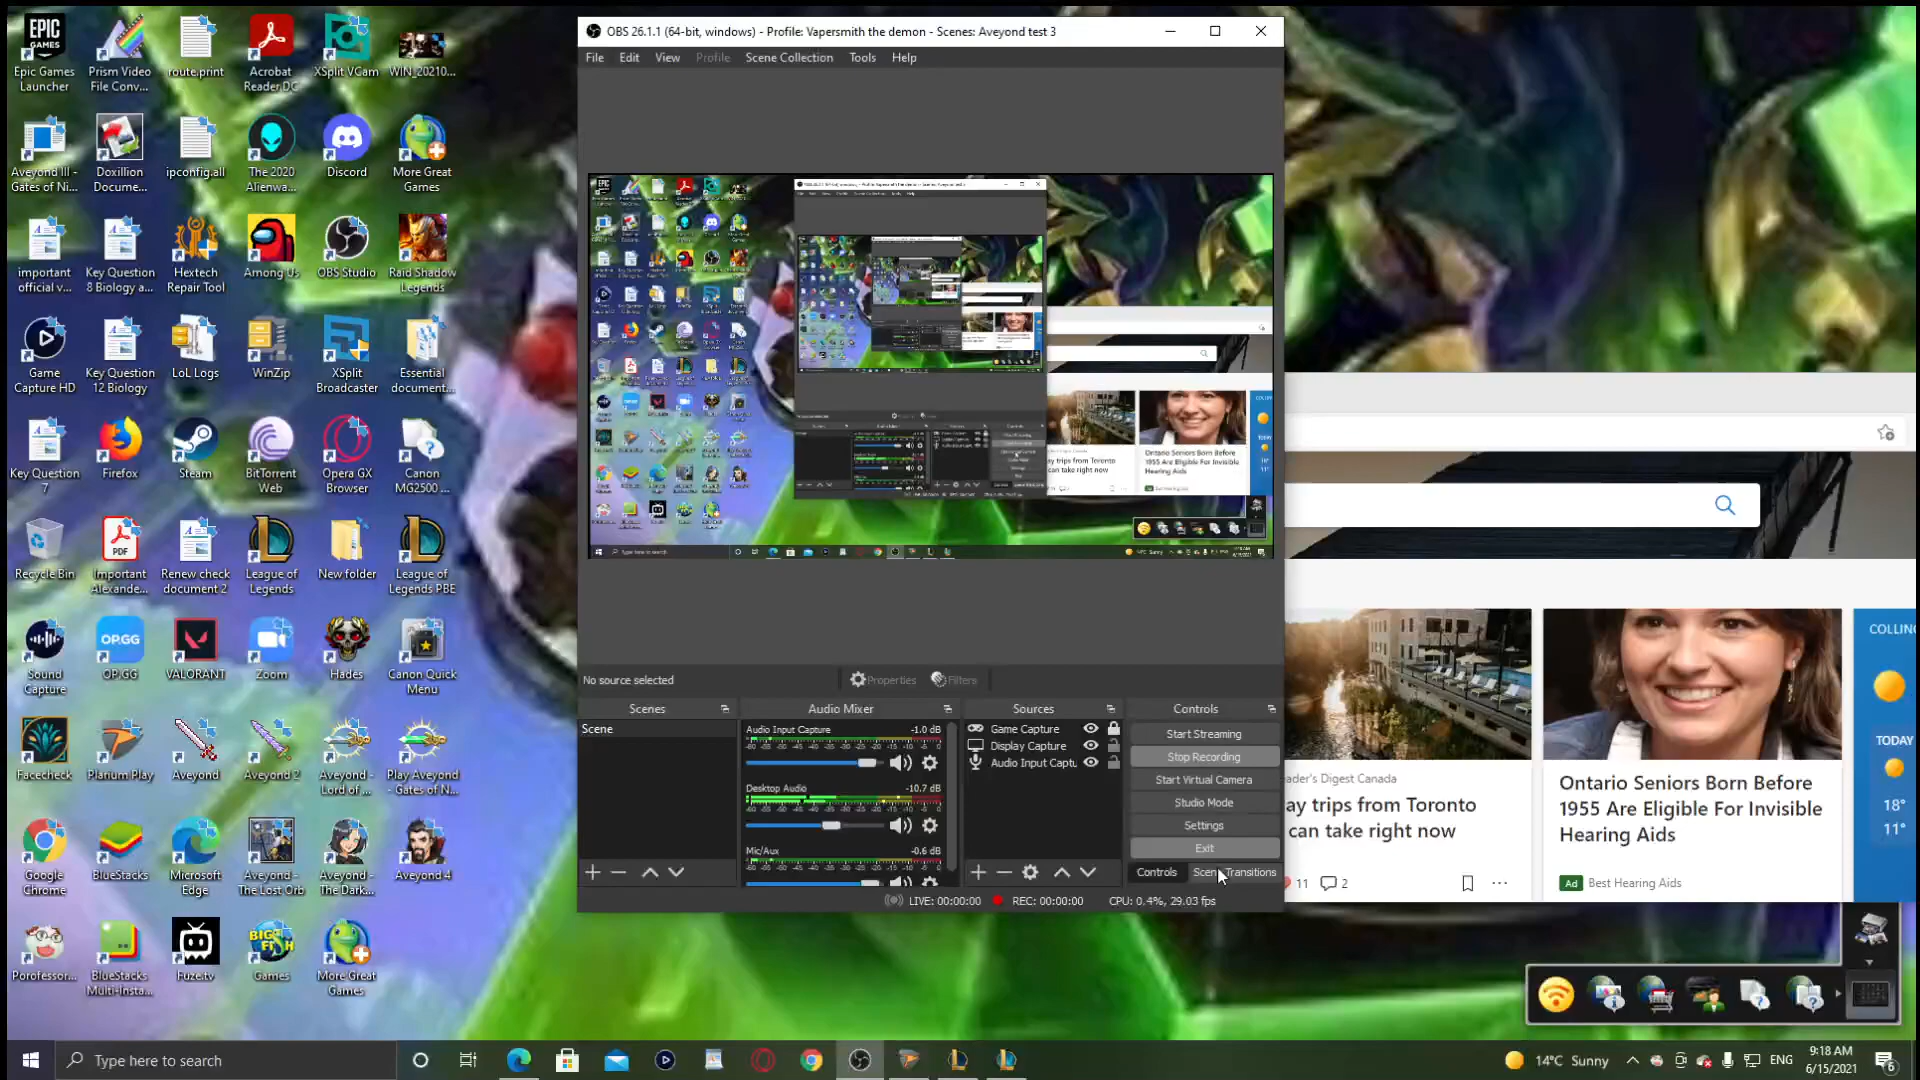 Epic Games
Launcher
Prism Video
File Conv...
route.print
Acrobat
Reader DC
XSplit VCam
WIN_20210...
Aveyond III -
Gates of Ni...
Doxillion
Docume...
ipconfig.all
The 2020
Alienwa...
Discord
More Great
Games
important
official v...
Key Question
8 Biology a...
Hextech
Repair Tool
Among Us
OBS Studio
Raid Shadow
Legends
Game
Capture HD
Key Question
12 Biology
LoL Logs
WinZip
XSplit
Broadcaster
Essential
document...
Key Question
7
Firefox
Steam
BitTorrent
Web
Opera GX
Browser
Canon
MG2500 ...
Recycle Bin
Important
Alexande...
Renew check
document 2
League of
Legends
New folder
League of
Legends PBE
Sound
Capture
OP.GG
VALORANT
Zoom
Hades
Canon Quick
Menu
Facecheck
Plarium Play
Aveyond
Aveyond 2
Aveyond -
Lord of ...
Play Aveyond
- Gates of N...
Google
Chrome
BlueStacks
Microsoft
Edge
Aveyond -
The Lost Orb
Aveyond -
The Dark...
Aveyond 4
Porofessor...
BlueStacks
Multi-Insta...
Fuze.tv
Games
More Great
Games
OBS 26.1.1 (64-bit, windows) - Profile: Vapersmith the demon - Scenes: Aveyond test 3
File Edit View Profile Scene Collection Tools Help
No source selected
Properties
Filters
Scenes
Scene
Audio Mixer
Audio Input Capture
-1.0 dB
Desktop Audio
-10.7 dB
Mic/Aux
-0.6 dB
Sources
Game Capture
Display Capture
Audio Input Captu
Controls
Start Streaming
Stop Recording
Start Virtual Camera
Studio Mode
Settings
Exit
Controls
Scene Transitions
LIVE: 00:00:00
REC: 00:00:00
CPU: 0.4%, 29.03 fps
ader's Digest Canada
ay trips from Toronto
can take right now
11
2
Ontario Seniors Born Before
1955 Are Eligible For Invisible
Hearing Aids
Ad
Best Hearing Aids
COLLING
TODAY
18°
11°
Type here to search
14°C Sunny
ENG
9:18 AM
6/15/2021
6